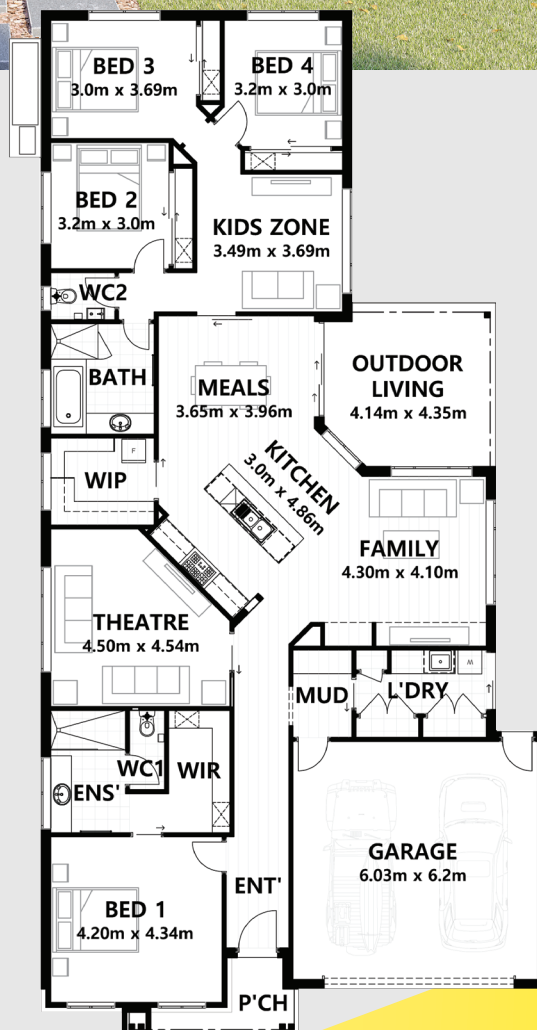 BED 3
3.0m x 3.69m
BED 4
3.2m x 3.0m
BED 2
3.2m x 3.0m
KIDS ZONE
3.49m x 3.69m
WC2
BATH
MEALS
3.65m x 3.96m
OUTDOOR
LIVING
4.14m x 4.35m
F
WIP
KITCHEN
3.0m x 4.86m
FAMILY
4.30m x 4.10m
THEATRE
4.50m x 4.54m
MUD
L'DRY
M
WC1
WIR
ENS'
GARAGE
6.03m x 6.2m
ENT'
BED 1
4.20m x 4.34m
P'CH